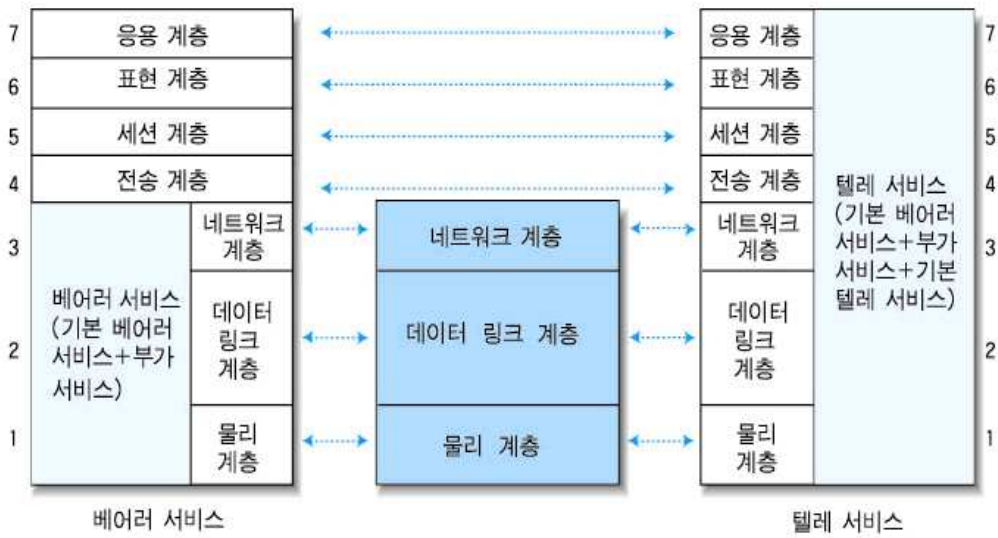 7
응용 계층
6
표현 계층
5
세션 계층
4
전송 계층
3
네트워크
계층
베어러 서비스
(기본 베어러
서비스+부가
서비스)
2
데이터
링크
계층
1
물리
계층
베어러 서비스
네트워크 계층
데이터 링크 계층
물리 계층
응용 계층
7
표현 계층
6
세션 계층
5
전송 계층
4
네트워크
계층
3
데이터
링크
계층
2
물리
계층
1
텔레 서비스
(기본 베어러
서비스+부가
서비스+기본
텔레 서비스)
텔레 서비스